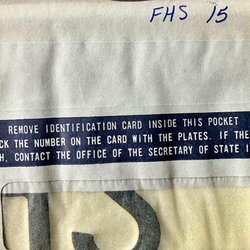 FHS 15
REMOVE IDENTIFICATION CARD INSIDE THIS POCKET
CK THE NUMBER ON THE CARD WITH THE PLATES. IF THE
H, CONTACT THE OFFICE OF THE SECRETARY OF STATE I